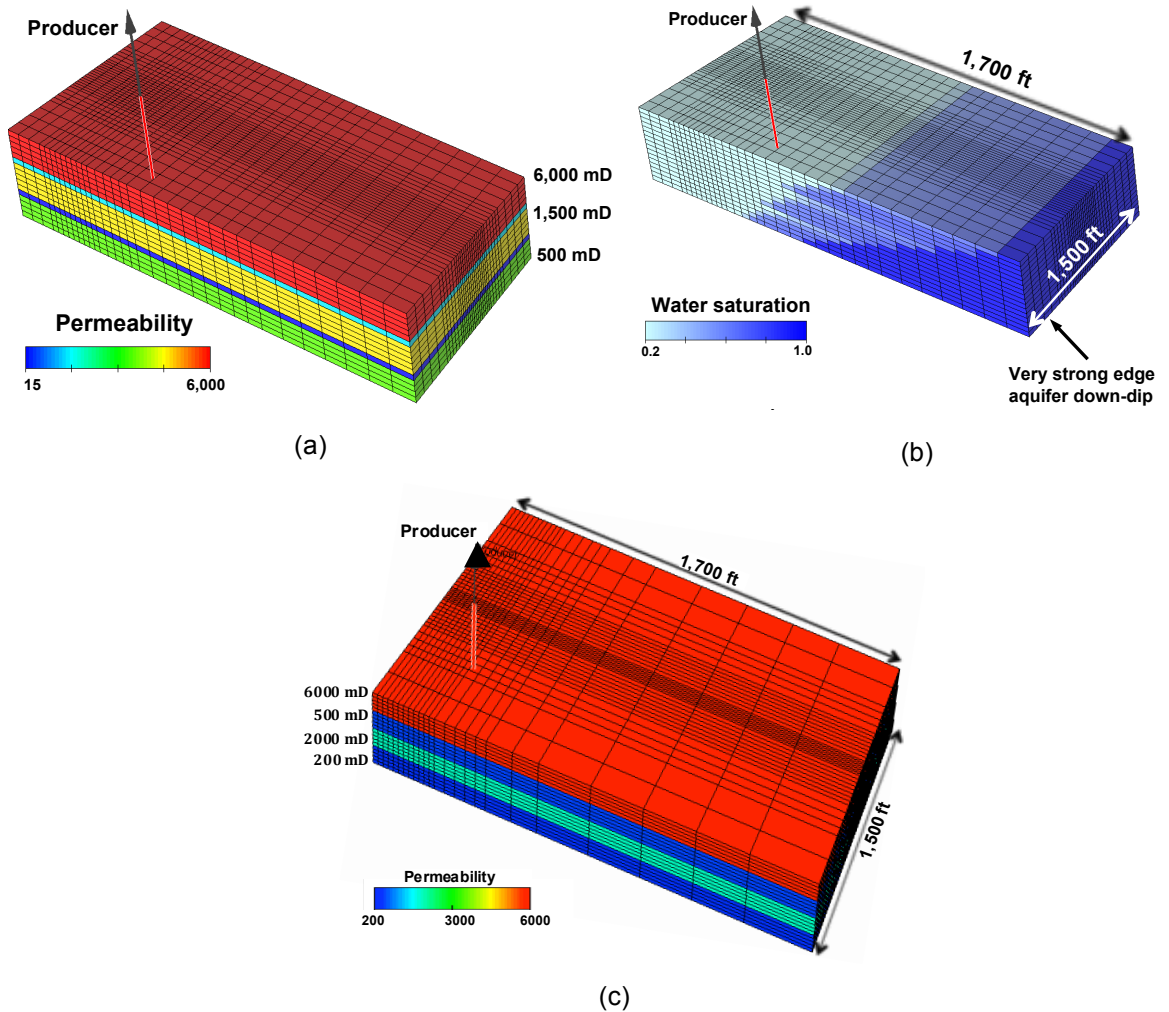 Producer
6,000 mD
1,500 mD
500 mD
Permeability
15
6,000
(a)
Producer
1,700 ft
1,500 ft
Water saturation
0.2
1.0
Very strong edge
aquifer down-dip
(b)
Producer
1,700 ft
6000 mD
500 mD
2000 mD
200 mD
1,500 ft
Permeability
200
3000
6000
(c)